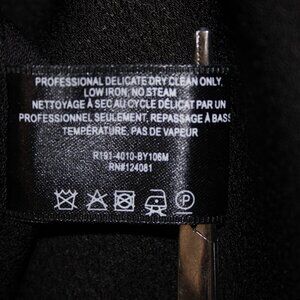 PROFESSIONAL DELICATE DRY CLEAN ONLY,
LOW IRON, NO STEAM
NETTOYAGE À SEC AU CYCLE DÉLICAT PAR UN
PROFESSIONNEL SEULEMENT, REPASSAGE À BASSE
TEMPÉRATURE, PAS DE VAPEUR
R191-4010-BY106M
RN#124081
P